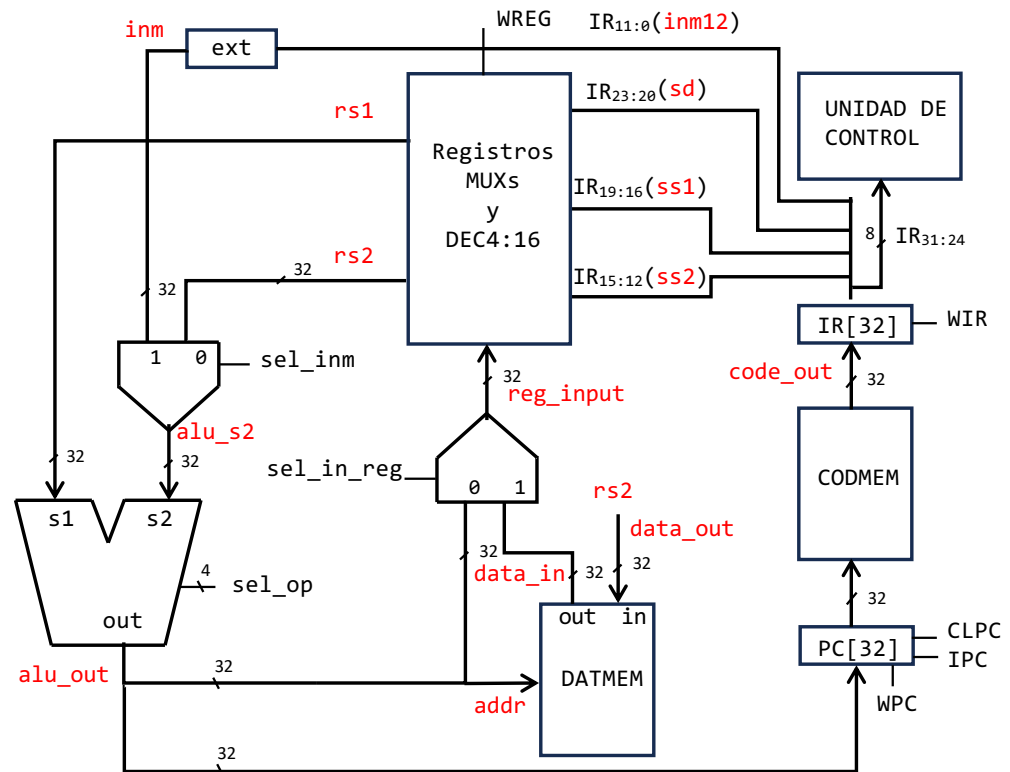 WREG
IR11:0(inm12)
inm
ext
rs1
IR23:20(sd)
UNIDAD DE
CONTROL
Registros
MUXs
y
DEC4:16
IR19:16(ss1)
8
IR31:24
rs2
32
32
IR15:12(ss2)
IR[32]
WIR
1 0
sel_inm
code_out
32
32
reg_input
alu_s2
32
32
sel_in_reg
0 1
CODMEM
rs2
s1
s2
data_out
32
data_in
32
32
4
sel_op
32
out
out in
CLPC
PC[32]
IPC
alu_out
32
DATMEM
addr
WPC
32